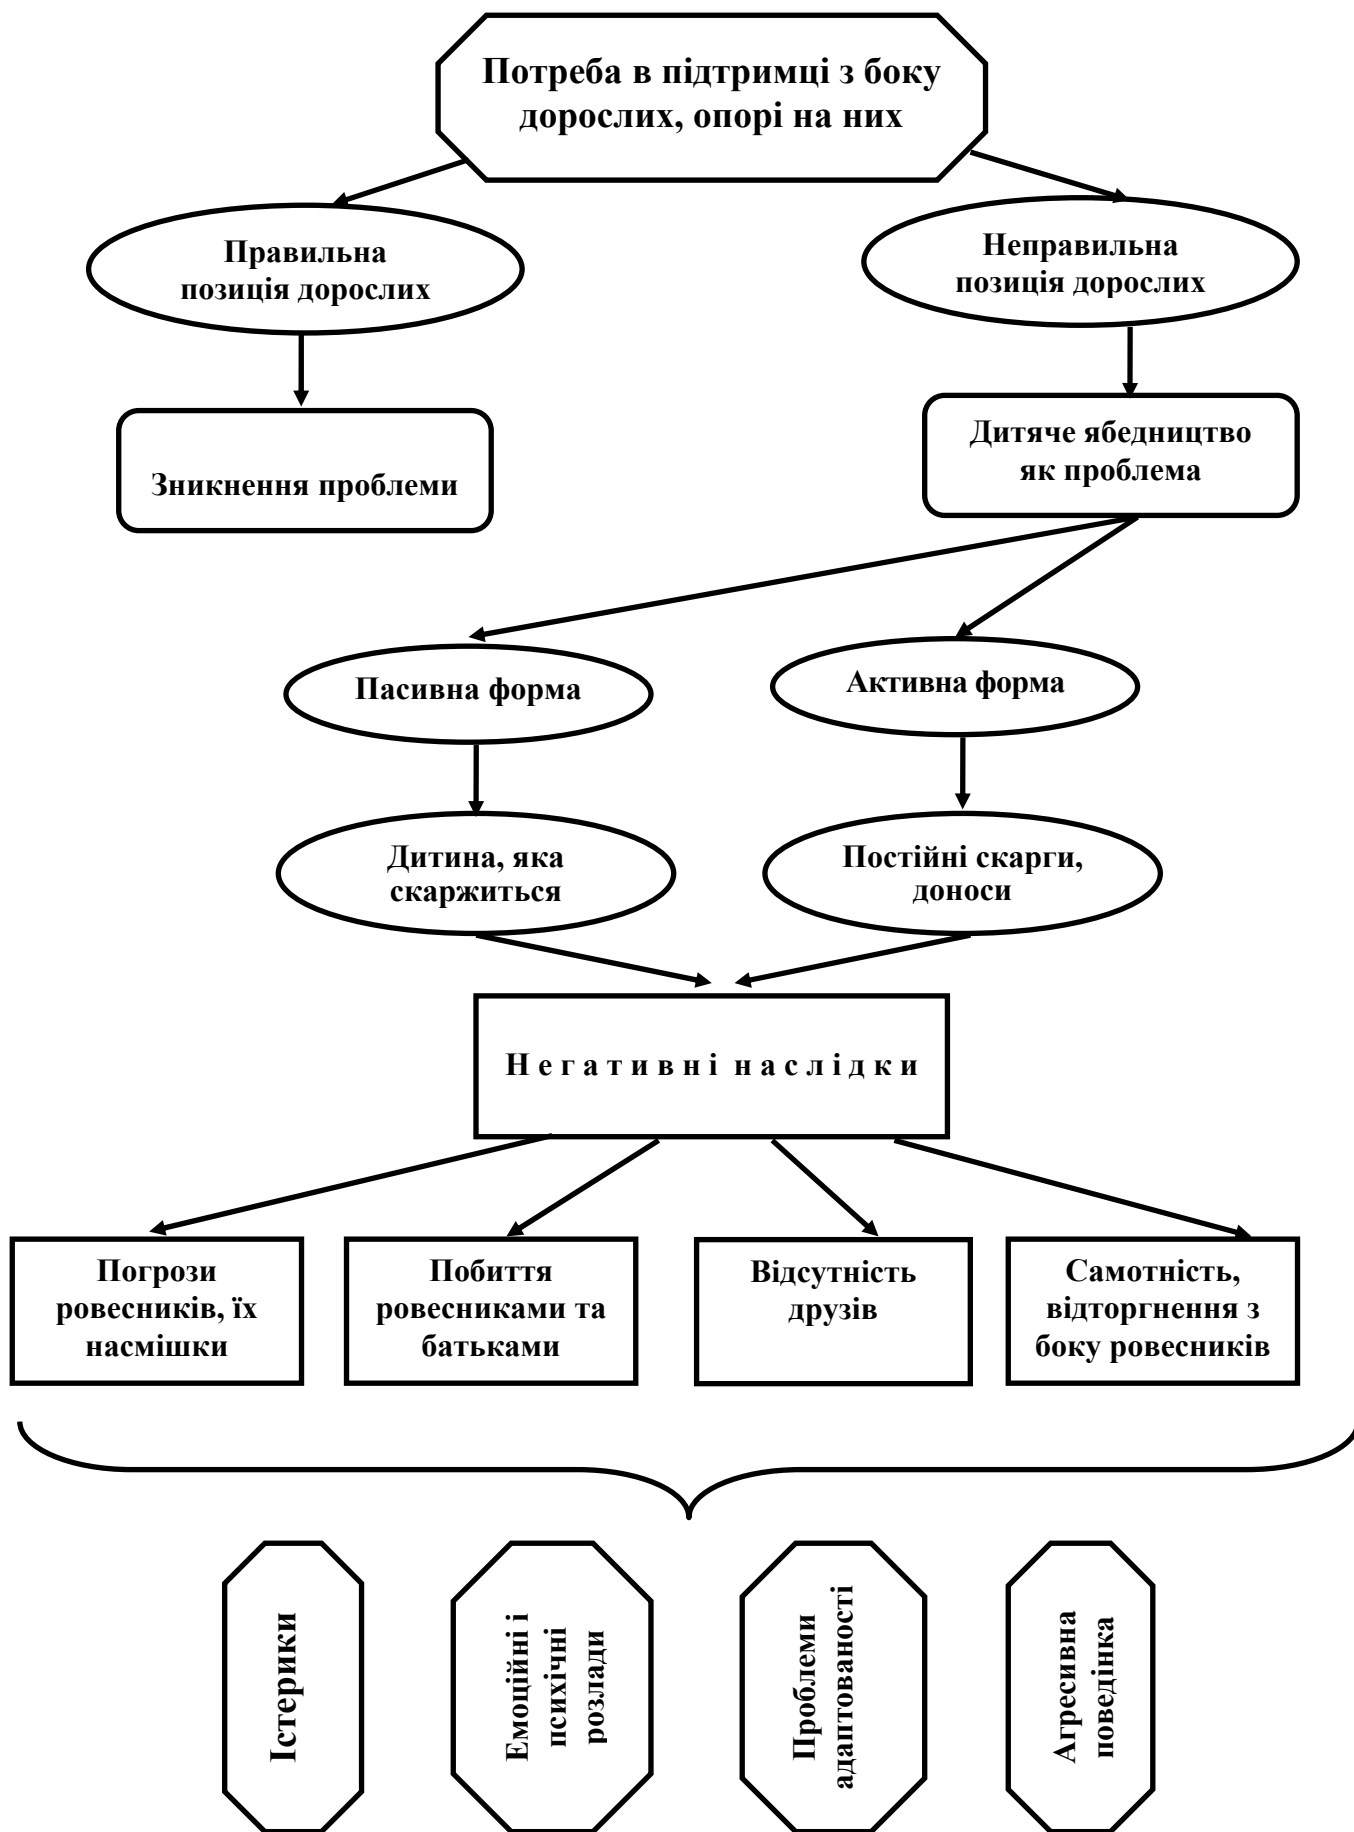 Потреба в підтримці з боку
дорослих, опорі на них
Правильна
позиція дорослих
Неправильна
позиція дорослих
Зникнення проблеми
Дитяче ябедництво
як проблема
Пасивна форма
Активна форма
Дитина, яка
скаржиться
Постійні скарги,
доноси
Н е г а т и в н і  н а с л і д к и
Погрози
ровесників, їх
насмішки
Побиття
ровесниками та
батьками
Відсутність
друзів
Самотність,
відторгнення з
боку ровесників
Істерики
Емоційні і
психічні
розлади
Проблеми
адаптованості
Агресивна
поведінка